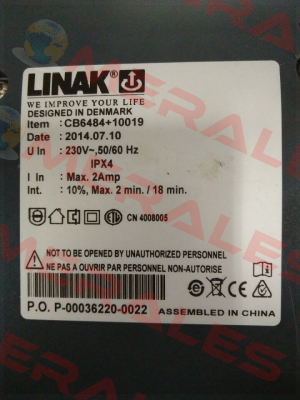 LINAK®
WE IMPROVE YOUR LIFE
DESIGNED IN DENMARK
Item : CB6484+10019
Date : 2014.07.10
U In : 230V~,50/60 Hz
IPX4
I In : Max. 2Amp
Int. : 10%, Max. 2 min. / 18 min.
CN 4008005
NOT TO BE OPENED BY UNAUTHORIZED PERSONNEL
NE PAS A OUVRIR PAR PERSONNEL NON-AUTORISE
P.O. P-00036220-0022
ASSEMBLED IN CHINA
MERALES.COM